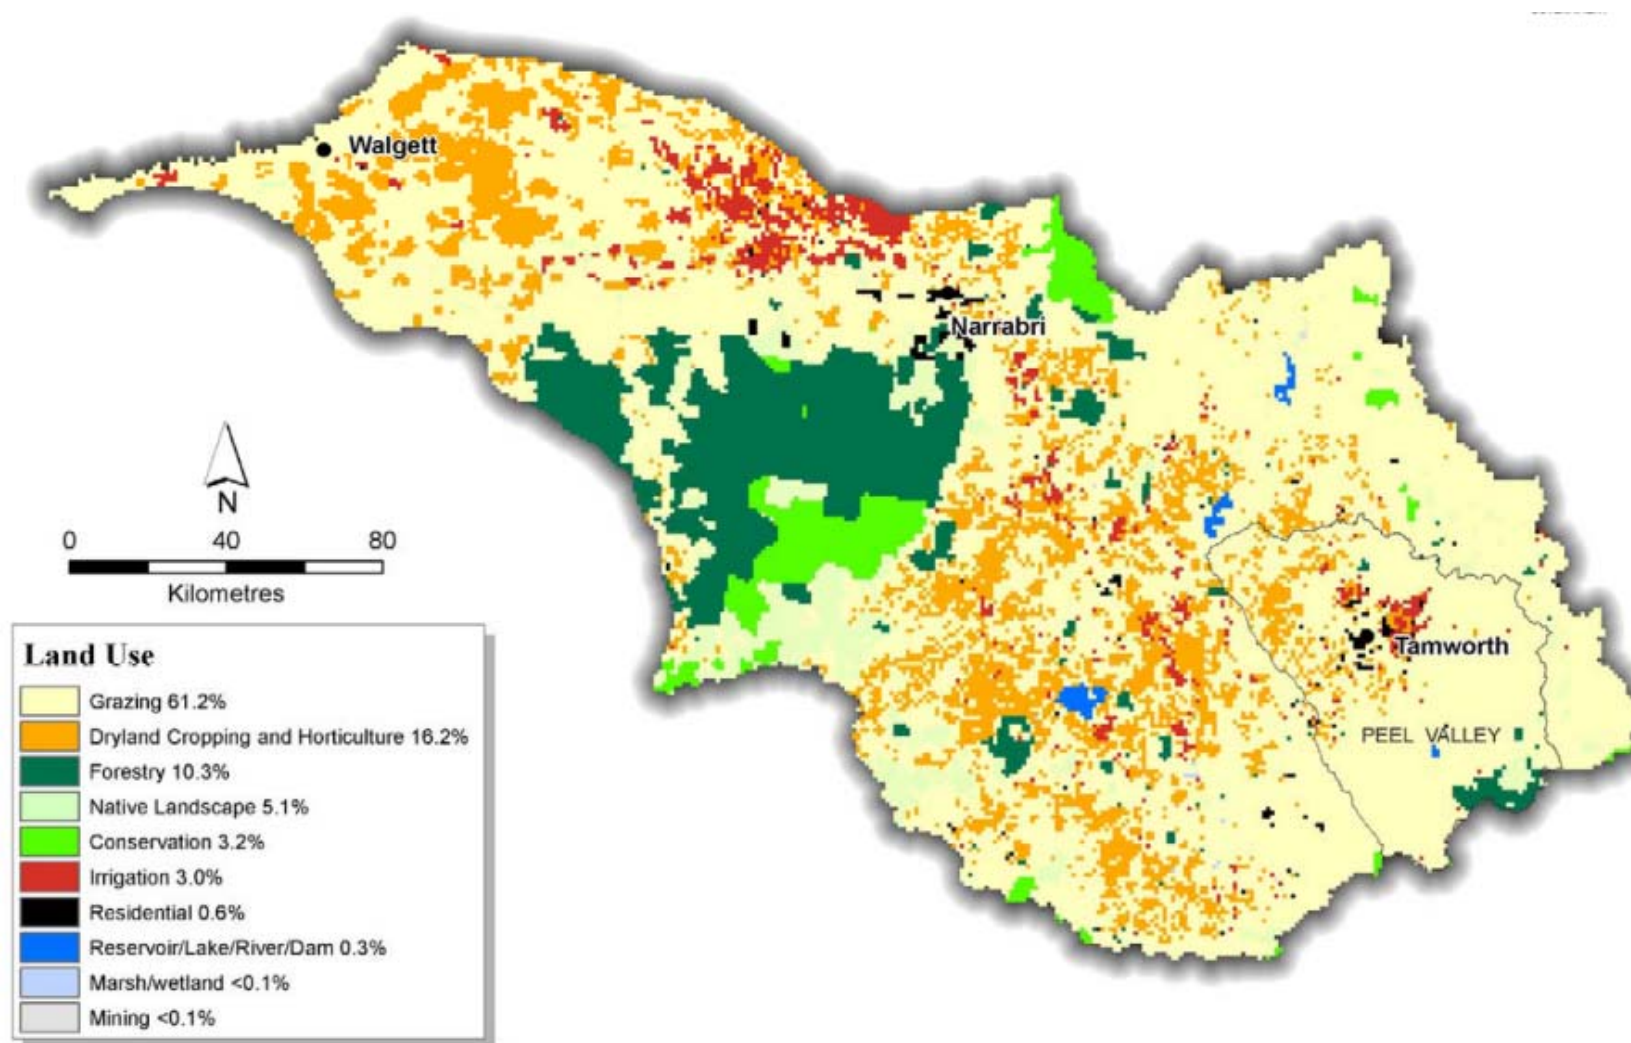 Walgett
Narrabri
N
0 40 80
Kilometres
Tamworth
PEEL VALLEY
Land Use
Grazing 61.2%
Dryland Cropping and Horticulture 16.2%
Forestry 10.3%
Native Landscape 5.1%
Conservation 3.2%
Irrigation 3.0%
Residential 0.6%
Reservoir/Lake/River/Dam 0.3%
Marsh/wetland <0.1%
Mining <0.1%